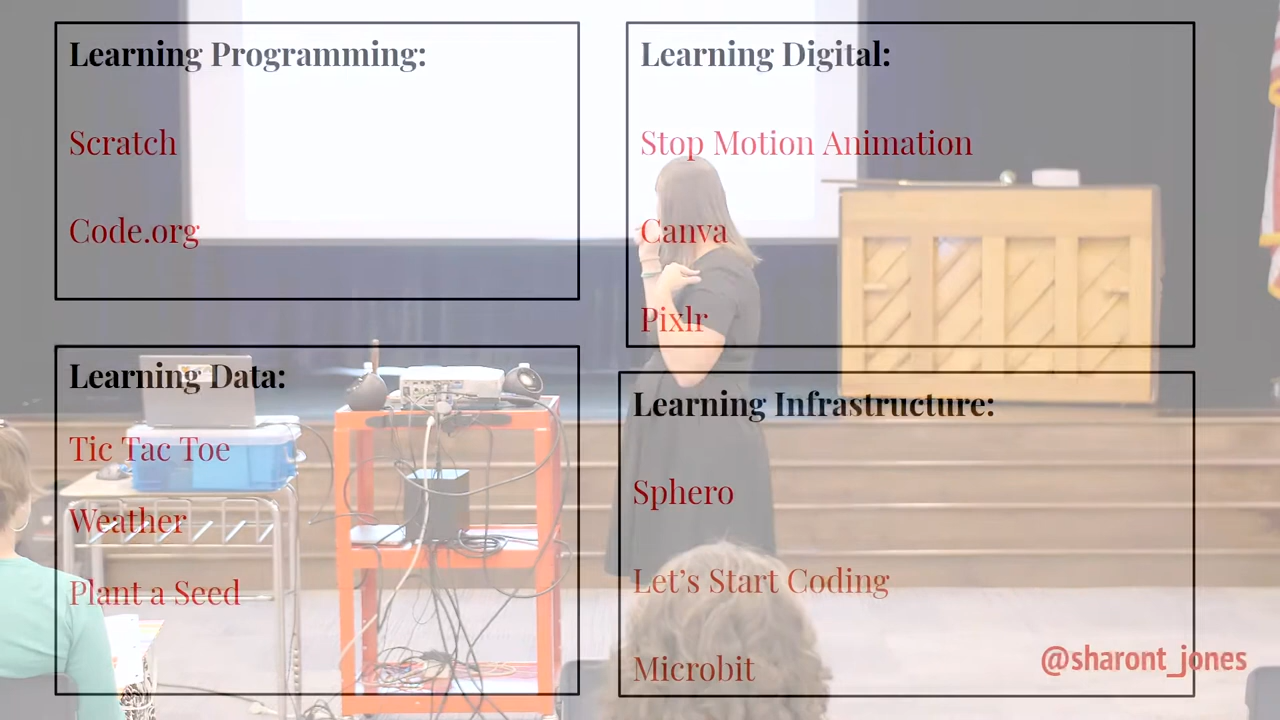 Learning Programming:
Scratch
Code.org
Learning Digital:
Stop Motion Animation
Canva
Pixlr
Learning Data:
Tic Tac Toe
Weather
Plant a Seed
Learning Infrastructure:
Sphero
Let’s Start Coding
Microbit
@sharont_jones